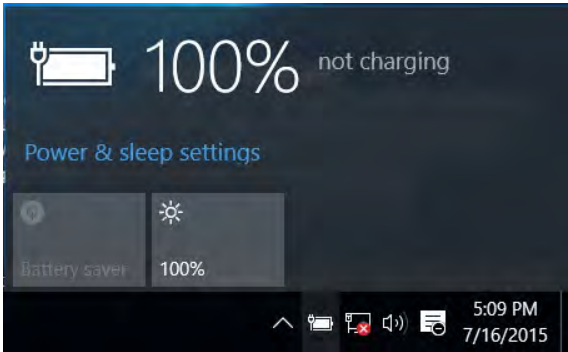 100% not charging
Power & sleep settings
Battery saver
100%
5:09 PM
7/16/2015